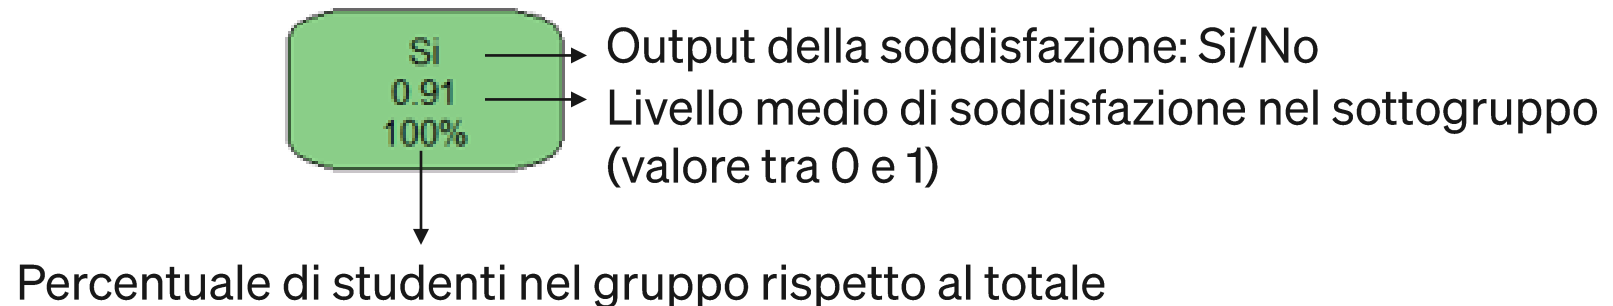 Si
0.91
100%
Output della soddisfazione: Si/No
Livello medio di soddisfazione nel sottogruppo
(valore tra 0 e 1)
Percentuale di studenti nel gruppo rispetto al totale